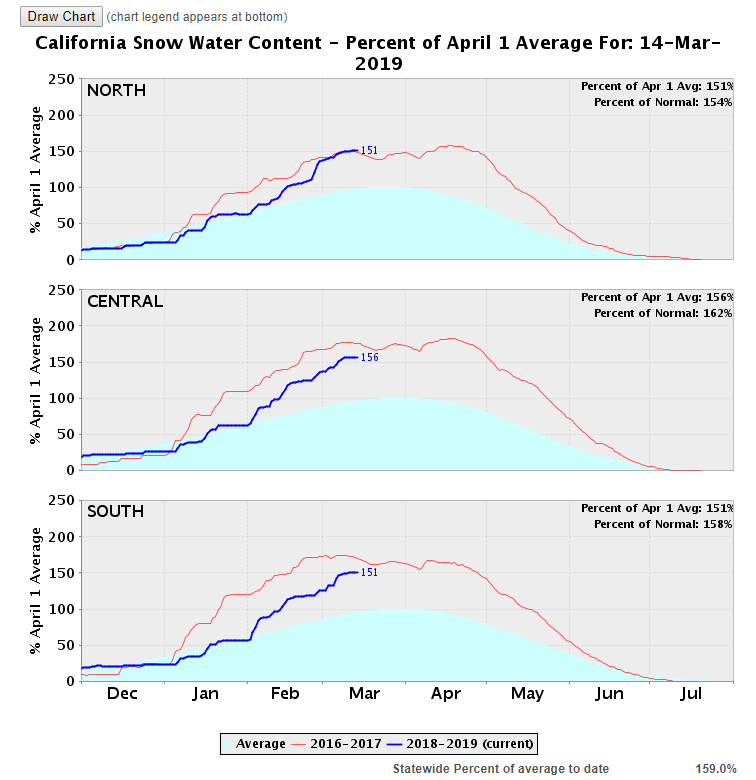 Draw Chart (chart legend appears at bottom)
California Snow Water Content - Percent of April 1 Average For: 14-Mar-
2019
250
200
150
100
50
0
% April 1 Average
NORTH
Percent of Apr 1 Avg: 151%
Percent of Normal: 154%
151
250
200
150
100
50
0
% April 1 Average
CENTRAL
Percent of Apr 1 Avg: 156%
Percent of Normal: 162%
156
250
200
150
100
50
0
% April 1 Average
SOUTH
Percent of Apr 1 Avg: 151%
Percent of Normal: 158%
151
Dec Jan Feb Mar Apr May Jun Jul
Average 2016-2017 2018-2019 (current)
Statewide Percent of average to date 159.0%